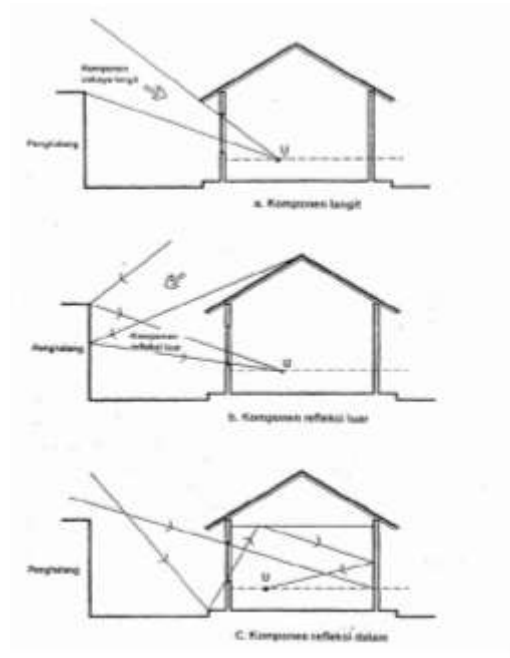 Komponen
cahaya langit
Penghalang
U
a. Komponen langit
Komponen
refleksi luar
Penghalang
U
b. Komponen refleksi luar
Penghalang
U
C. Komponen refleksi dalam